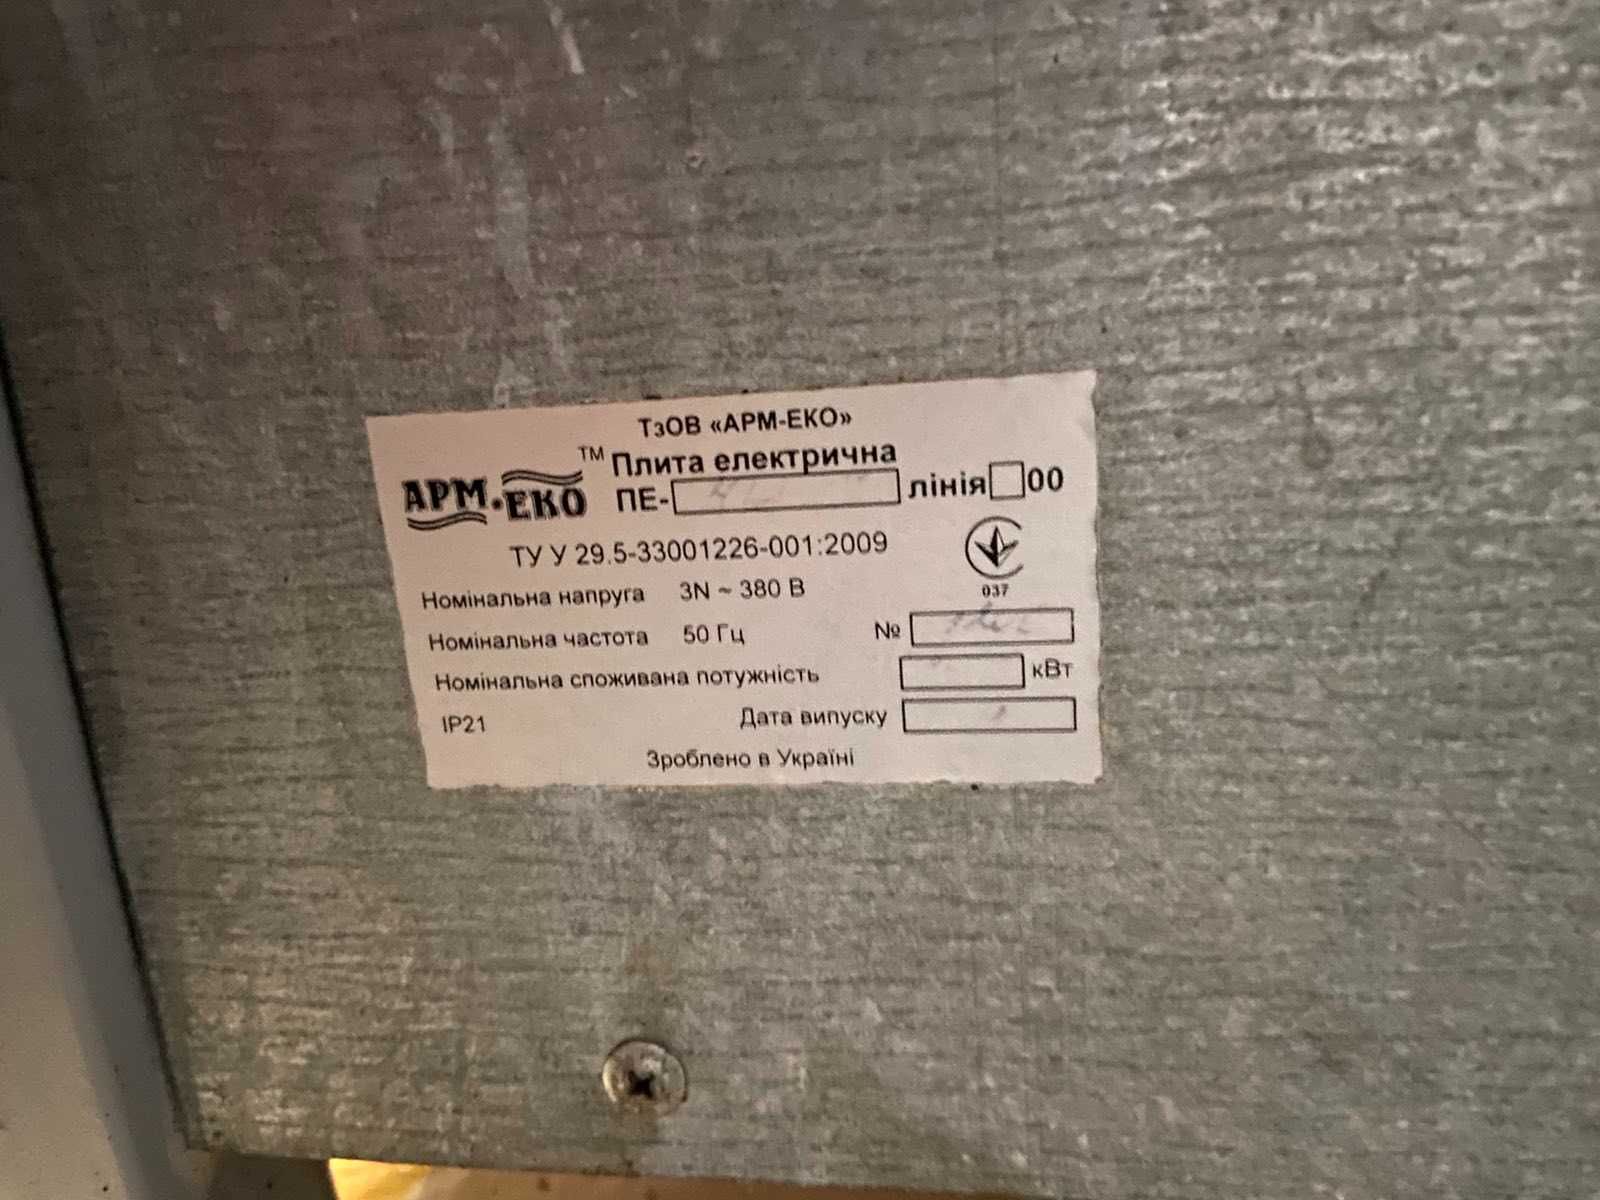 ТзОВ «АРМ-ЕКО»
АРМ-ЕКО ТМ Плита електрична
ПЕ- лінія 00
ТУ У 29.5-33001226-001:2009
037
Номінальна напруга 3N ~ 380 В
Номінальна частота 50 Гц №
Номінальна споживана потужність кВт
IP21 Дата випуску
Зроблено в Україні